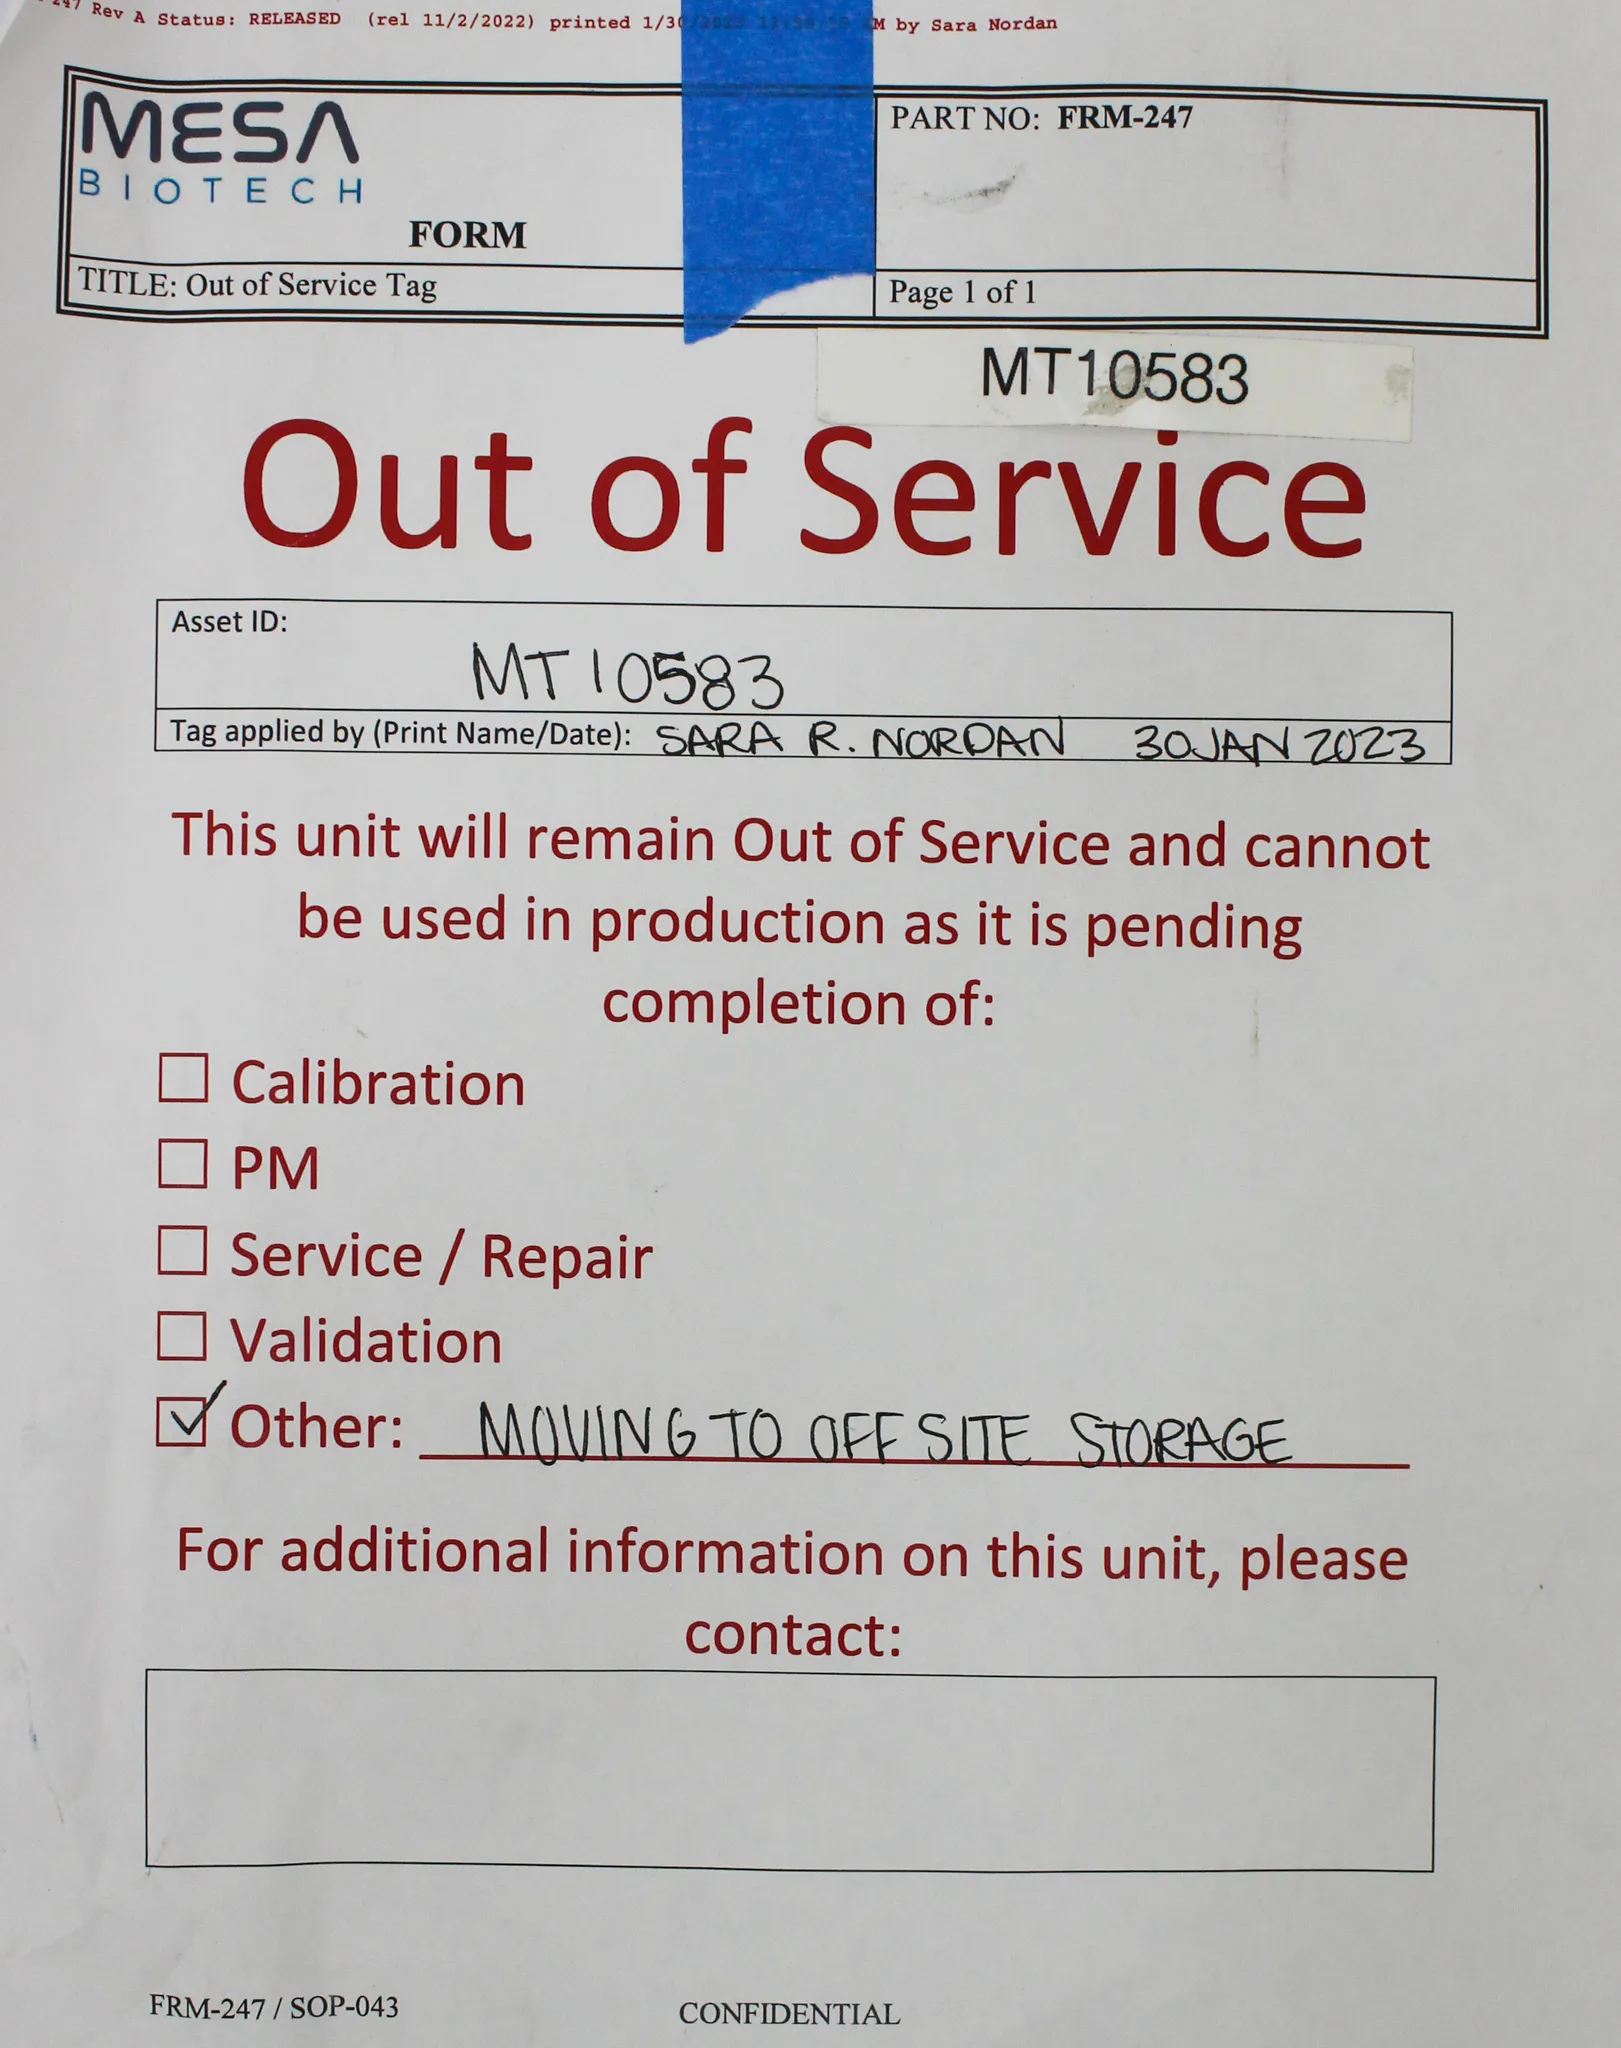 247 Rev A Status: RELEASED (rel 11/2/2022) printed 1/30 M by Sara Nordan
MESA
BIOTECH
FORM
PART NO: FRM-247
TITLE: Out of Service Tag
Page 1 of 1
MT10583
Out of Service
Asset ID:
MT10583
Tag applied by (Print Name/Date): SARA R. NORDAN 30JAN2023
This unit will remain Out of Service and cannot
be used in production as it is pending
completion of:
Calibration
PM
Service / Repair
Validation
Other: MOVING TO OFF SITE STORAGE
For additional information on this unit, please
contact:
FRM-247 / SOP-043
CONFIDENTIAL